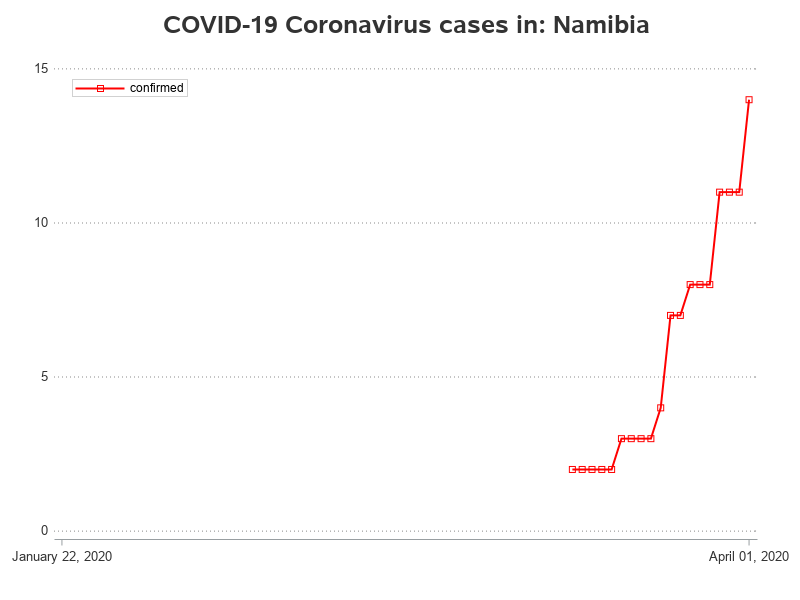 COVID-19 Coronavirus cases in: Namibia
15
confirmed
10
5
0
January 22, 2020
April 01, 2020